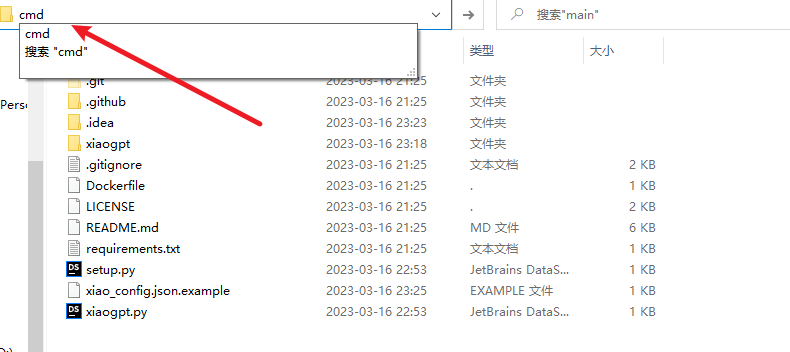 cmd
搜索"main"
cmd
搜索 "cmd"
类型
大小
.git 2023-03-16 21:25 文件夹
Perso
.github 2023-03-16 21:25 文件夹
.idea 2023-03-16 23:23 文件夹
xiaogpt 2023-03-16 23:18 文件夹
.gitignore 2023-03-16 21:25 文本文档 2 KB
Dockerfile 2023-03-16 21:25 . 1 KB
LICENSE 2023-03-16 21:25 . 2 KB
README.md 2023-03-16 21:25 MD 文件 6 KB
requirements.txt 2023-03-16 21:25 文本文档 1 KB
DS setup.py 2023-03-16 22:53 JetBrains DataS... 1 KB
xiao_config.json.example 2023-03-16 23:25 EXAMPLE 文件 1 KB
DS xiaogpt.py 2023-03-16 22:53 JetBrains DataS... 1 KB